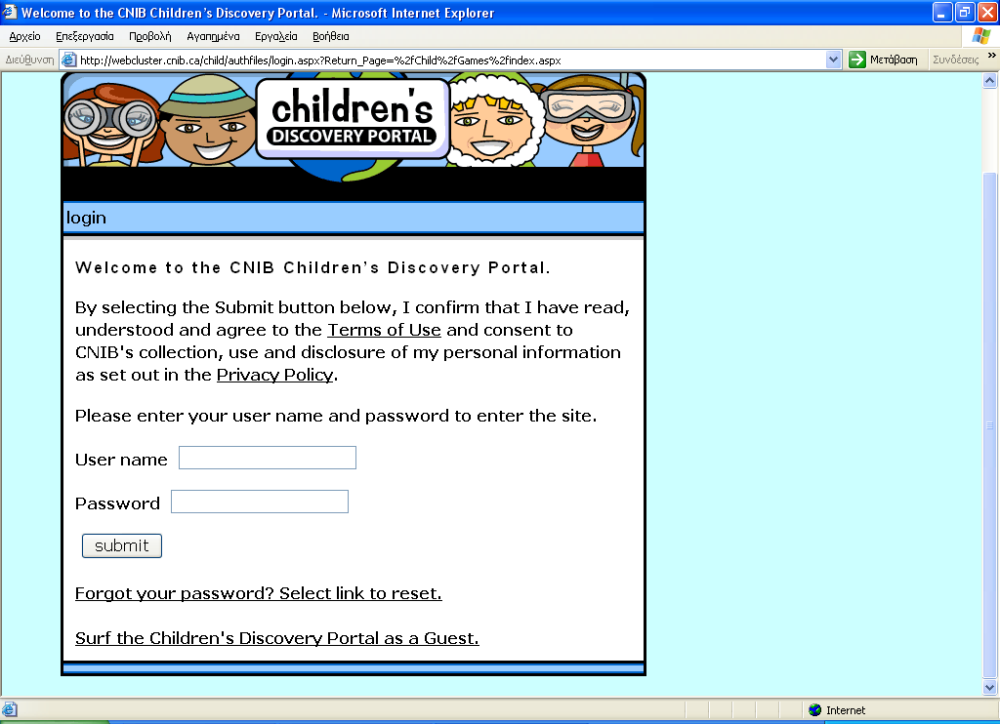 Welcome to the CNIB Children's Discovery Portal. - Microsoft Internet Explorer
Αρχείο Επεξεργασία Προβολή Αγαπημένα Εργαλεία Βοήθεια
Διεύθυνση http://webcluster.cnib.ca/child/authfiles/login.aspx?Return_Page=%2fChild%2fGames%2findex.aspx Μετάβαση Συνδέσεις »
children's
DISCOVERY PORTAL
login
Welcome to the CNIB Children's Discovery Portal.
By selecting the Submit button below, I confirm that I have read,
understood and agree to the Terms of Use and consent to
CNIB's collection, use and disclosure of my personal information
as set out in the Privacy Policy.
Please enter your user name and password to enter the site.
User name
Password
submit
Forgot your password? Select link to reset.
Surf the Children's Discovery Portal as a Guest.
Internet